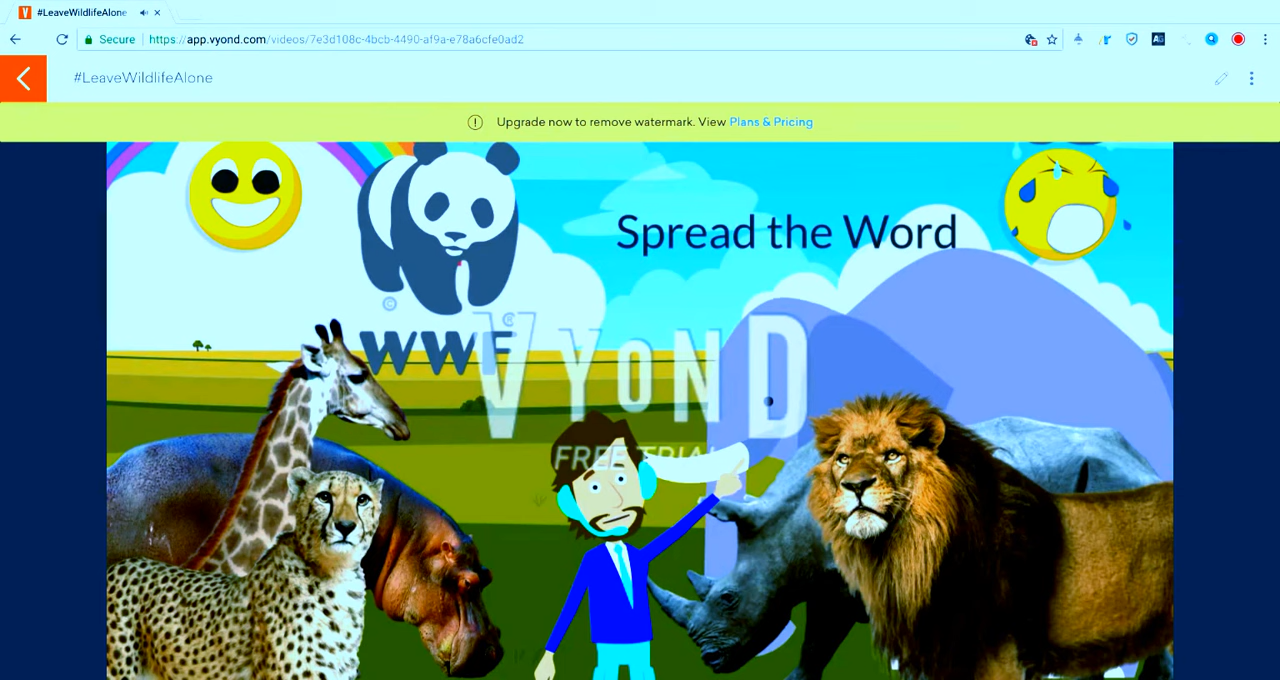 #LeaveWildlifeAlone
Secure https://app.vyond.com/videos/7e3d108c-4bcb-4490-af9a-e78a6cfe0ad2
#LeaveWildlifeAlone
Upgrade now to remove watermark. View Plans & Pricing
Spread the Word
©
®
WWF
VYOND
FREE TRIAL